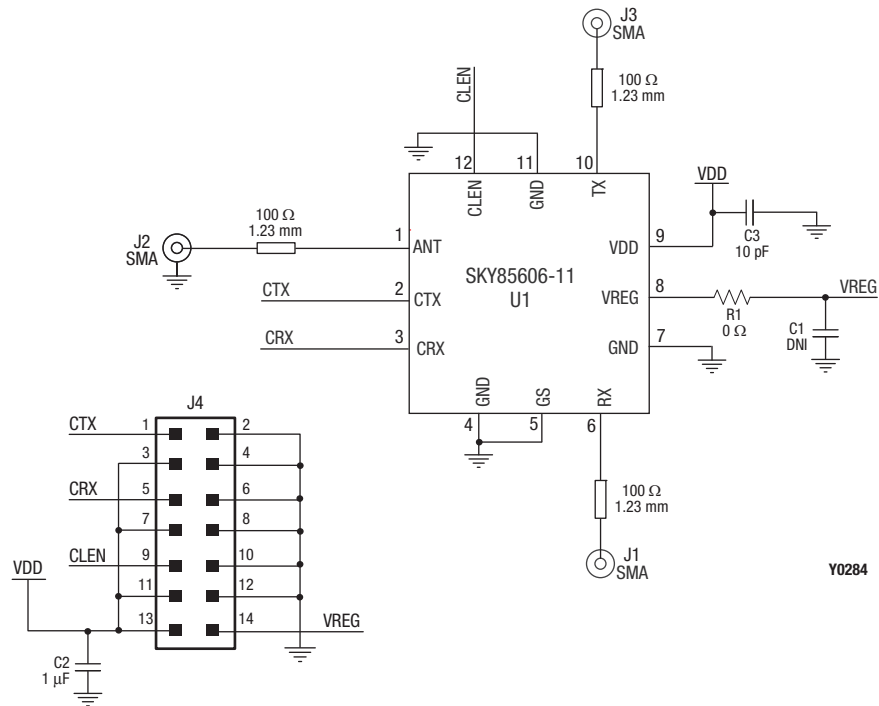 J3
SMA
100 Ω
1.23 mm
CLEN
12
11
10
CLEN
GND
TX
VDD
C3
10 pF
J2
SMA
100 Ω
1.23 mm
1
ANT
9
VDD
SKY85606-11
U1
CTX
2
CTX
8
VREG
VREG
R1
0 Ω
C1
DNI
CRX
3
CRX
7
GND
GND
GS
RX
4
5
6
100 Ω
1.23 mm
J1
SMA
J4
CTX
1
2
3
4
CRX
5
6
7
8
CLEN
9
10
VDD
11
12
13
14
VREG
C2
1 μF
Y0284